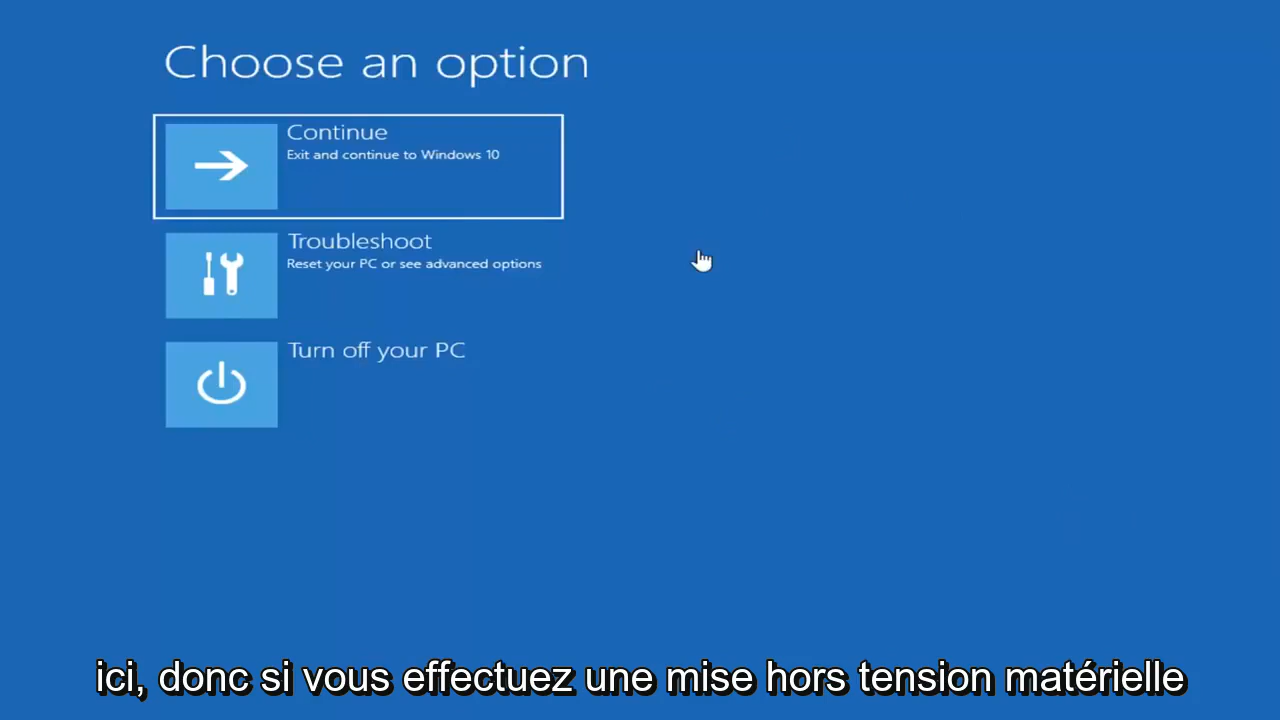 Choose an option
Continue
Exit and continue to Windows 10
Troubleshoot
Reset your PC or see advanced options
Turn off your PC
ici, donc si vous effectuez une mise hors tension matérielle